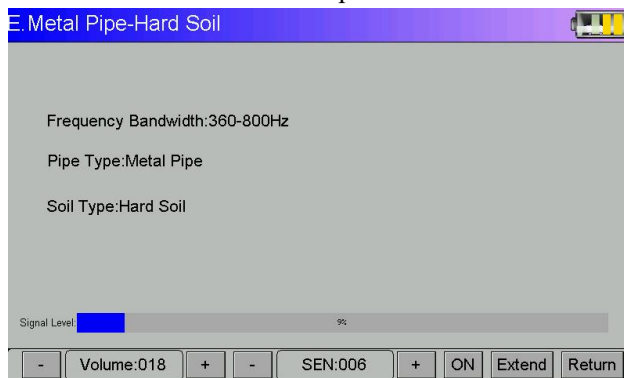 E.Metal Pipe-Hard Soil
Frequency Bandwidth:360-800Hz
Pipe Type:Metal Pipe
Soil Type:Hard Soil
Signal Level: 9%
- Volume:018 + - SEN:006 + ON Extend Return